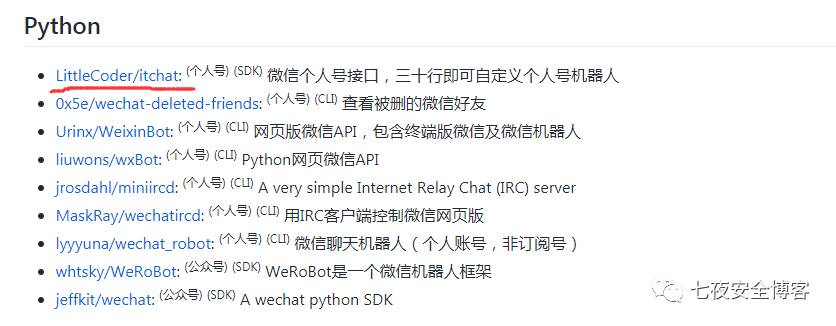 Python
LittleCoder/itchat: (个人号) (SDK) 微信个人号接口，三十行即可自定义个人号机器人
0x5e/wechat-deleted-friends: (个人号) (CLI) 查看被删的微信好友
Urinx/WeixinBot: (个人号) (CLI) 网页版微信API，包含终端版微信及微信机器人
liuwons/wxBot: (个人号) (CLI) Python网页微信API
jrosdahl/miniircd: (个人号) (CLI) A very simple Internet Relay Chat (IRC) server
MaskRay/wechatircd: (个人号) (CLI) 用IRC客户端控制微信网页版
lyyyuna/wechat_robot: (个人号) (CLI) 微信聊天机器人（个人账号，非订阅号）
whtsky/WeRoBot: (公众号) (SDK) WeRoBot是一个微信机器人框架
jeffkit/wechat: (公众号) (SDK) A wechat python SDK
七夜安全博客